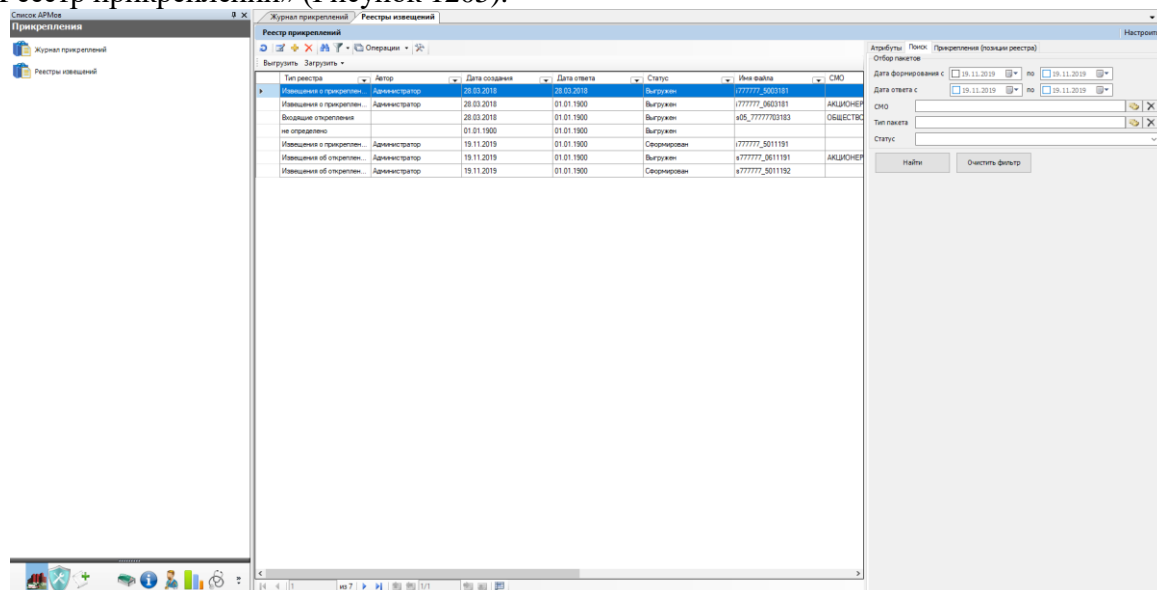 Реестр прикреплений» (Рисунок 1263).
Список АРМов
Журнал прикреплений Реестры извещений
Прикрепления
Реестр прикреплений Настроить
Журнал прикреплений
Реестры извещений
Операции
Выгрузить Загрузить
Атрибуты Поиск Прикрепления (позиции реестра)
Отбор пакетов
Дата формирования с 19.11.2019 по 19.11.2019
Дата ответа с 19.11.2019 по 19.11.2019
СМО
Тип пакета
Статус
Найти Очистить фильтр
Тип реестра Автор Дата создания Дата ответа Статус Имя файла СМО
Извещения о прикреплен... Администратор 28.03.2018 28.03.2018 Выгружен i777777_5003181
Извещения о прикреплен... Администратор 28.03.2018 01.01.1900 Выгружен i777777_0603181 АКЦИОНЕР
Входящие открепления 28.03.2018 01.01.1900 Выгружен s05_77777703183 ОБЩЕСТВО
не определено 01.01.1900 01.01.1900 Выгружен
Извещения о прикреплен... Администратор 19.11.2019 01.01.1900 Сформирован i777777_5011191
Извещения об откреплен... Администратор 19.11.2019 01.01.1900 Выгружен s777777_0611191 АКЦИОНЕР
Извещения об откреплен... Администратор 19.11.2019 01.01.1900 Сформирован s777777_5011192
1 из 7 1/1